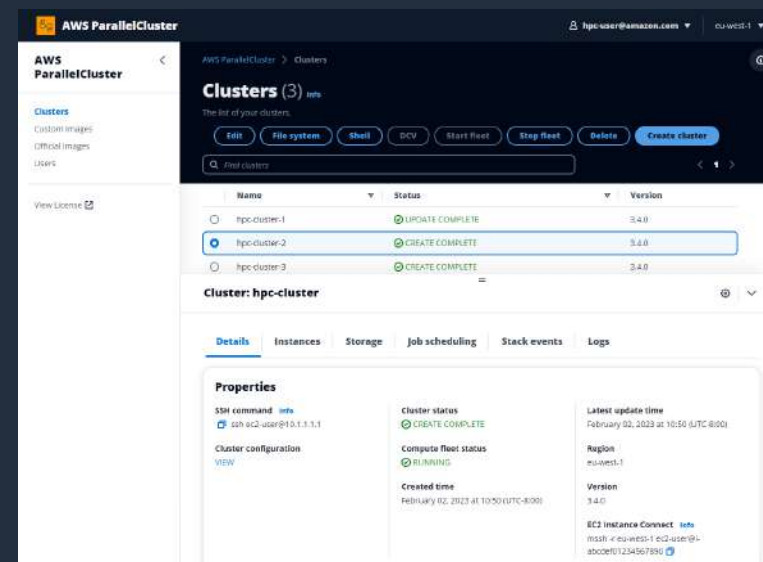 AWS ParallelCluster
hpc-user@amazon.com
eu-west-1
AWS
ParallelCluster
Clusters
Custom images
Official images
Users
View License
AWS ParallelCluster > Clusters
Clusters (3) Info
The list of your clusters.
Edit File system Shell DCV Start fleet Stop fleet Delete Create cluster
Find clusters
< 1 >
Name Status Version
hpc-cluster-1 UPDATE COMPLETE 3.4.0
hpc-cluster-2 CREATE COMPLETE 3.4.0
hpc-cluster-3 CREATE COMPLETE 3.4.0
Cluster: hpc-cluster
Details Instances Storage Job scheduling Stack events Logs
Properties
SSH command Info
ssh ec2-user@10.1.1.1.1
Cluster configuration
VIEW
Cluster status
CREATE COMPLETE
Compute fleet status
RUNNING
Created time
February 02, 2023 at 10:50 (UTC-8:00)
Latest update time
February 02, 2023 at 10:50 (UTC-8:00)
Region
eu-west-1
Version
3.4.0
EC2 Instance Connect Info
mssh -r eu-west-1 ec2-user@i-
abcdef01234567890